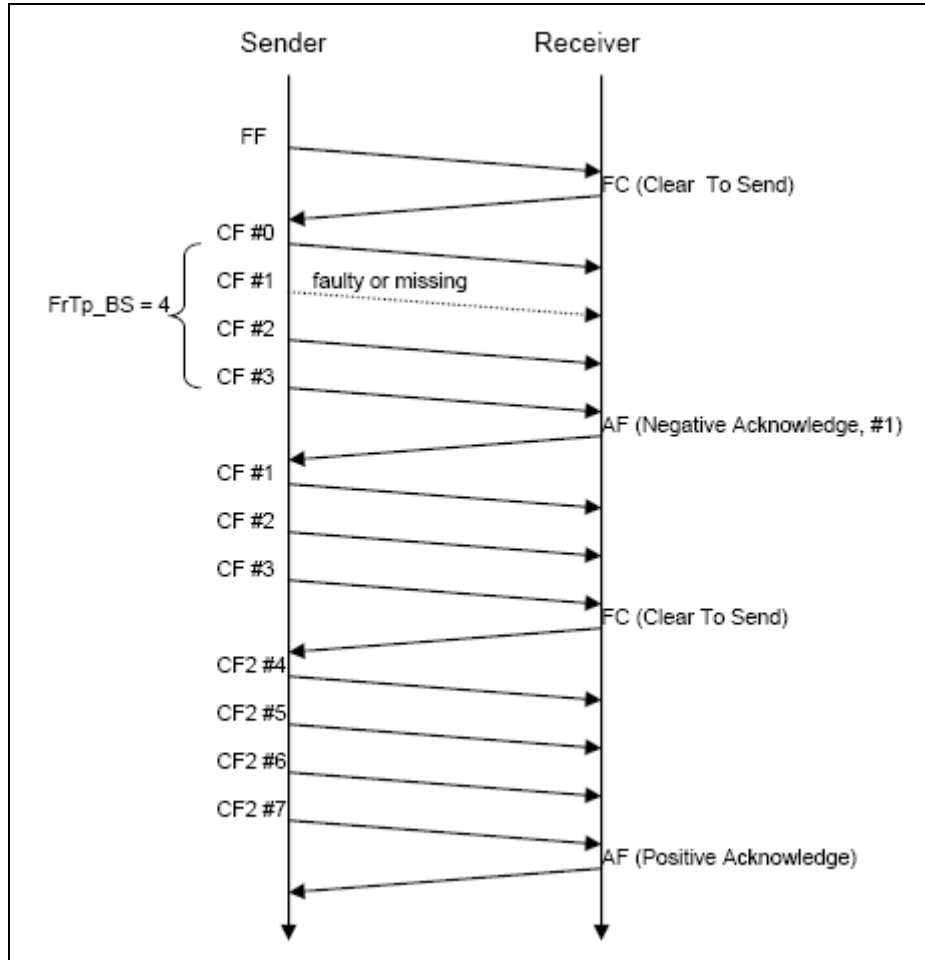 Sender
Receiver
FF
FC (Clear To Send)
CF #0
CF #1
faulty or missing
FrTp_BS = 4
CF #2
CF #3
AF (Negative Acknowledge, #1)
CF #1
CF #2
CF #3
FC (Clear To Send)
CF2 #4
CF2 #5
CF2 #6
CF2 #7
AF (Positive Acknowledge)